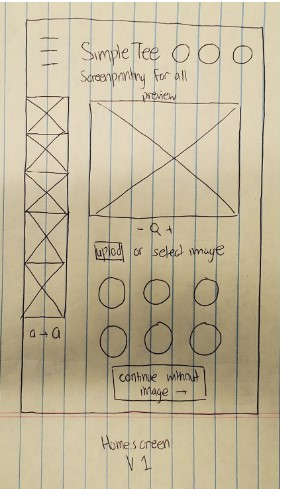 Simple Tee
Screenprinting for all
preview
- Q +
upload or select image
a → a
continue without
image →
Homescreen
V 1